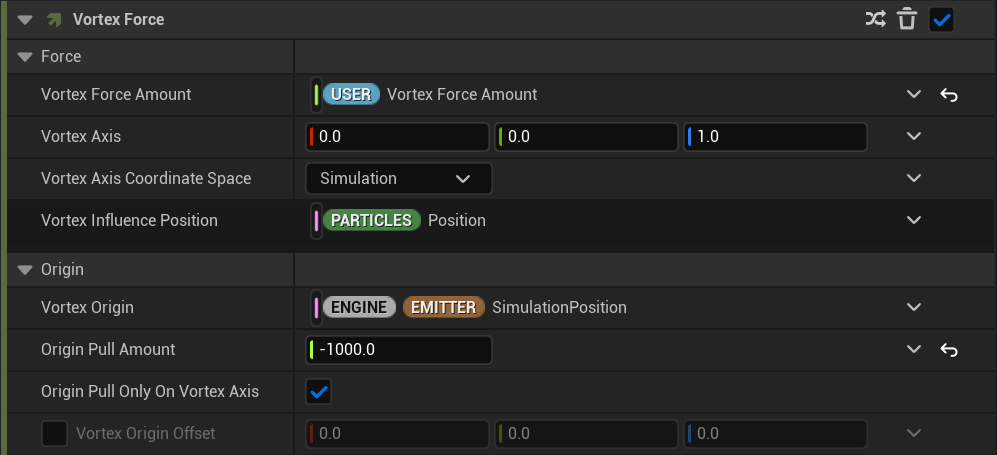 Vortex Force
Force
Vortex Force Amount USER Vortex Force Amount
Vortex Axis 0.0 0.0 1.0
Vortex Axis Coordinate Space Simulation
Vortex Influence Position PARTICLES Position
Origin
Vortex Origin ENGINE EMITTER SimulationPosition
Origin Pull Amount -1000.0
Origin Pull Only On Vortex Axis
Vortex Origin Offset 0.0 0.0 0.0